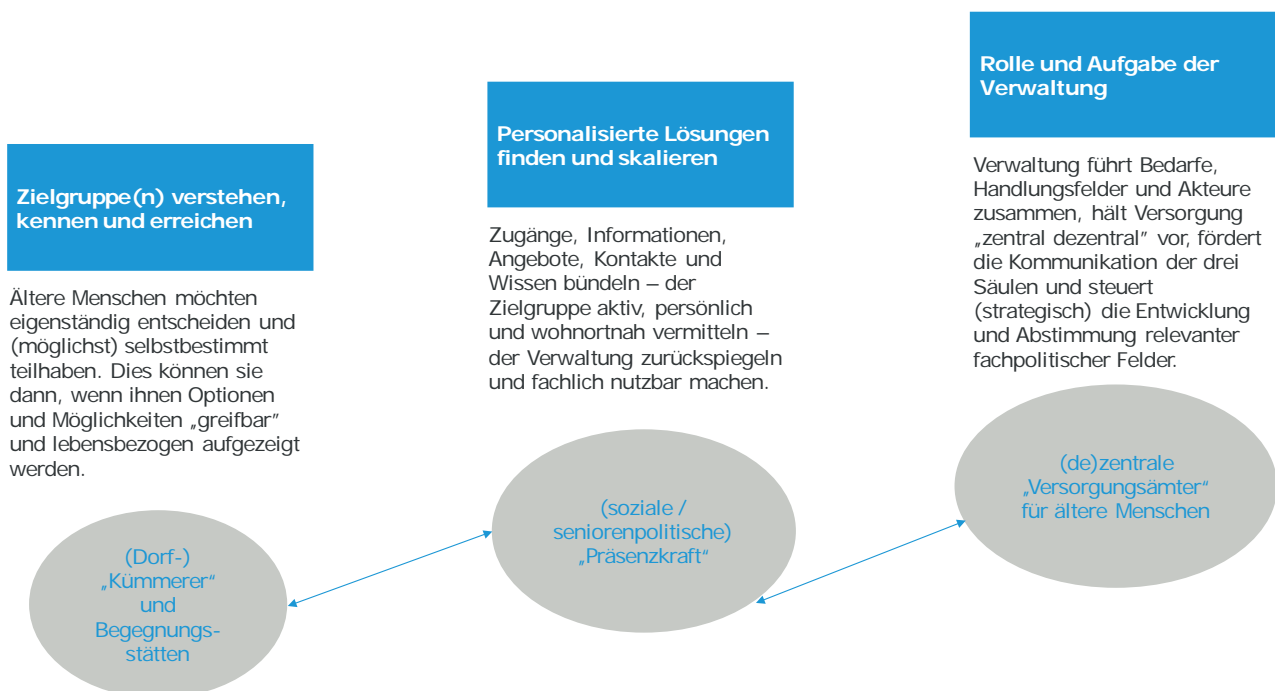 Zielgruppe(n) verstehen,
kennen und erreichen
Ältere Menschen möchten
eigenständig entscheiden und
(möglichst) selbstbestimmt
teilhaben. Dies können sie
dann, wenn ihnen Optionen
und Möglichkeiten „greifbar"
und lebensbezogen aufgezeigt
werden.
(Dorf-)
„Kümmerer“
und
Begegnungs-
stätten
Personalisierte Lösungen
finden und skalieren
Zugänge, Informationen,
Angebote, Kontakte und
Wissen bündeln – der
Zielgruppe aktiv, persönlich
und wohnortnah vermitteln –
der Verwaltung zurückspiegeln
und fachlich nutzbar machen.
(soziale /
seniorenpolitische)
„Präsenzkraft“
Rolle und Aufgabe der
Verwaltung
Verwaltung führt Bedarfe,
Handlungsfelder und Akteure
zusammen, hält Versorgung
„zentral dezentral" vor, fördert
die Kommunikation der drei
Säulen und steuert
(strategisch) die Entwicklung
und Abstimmung relevanter
fachpolitischer Felder.
(de)zentrale
„Versorgungsämter“
für ältere Menschen